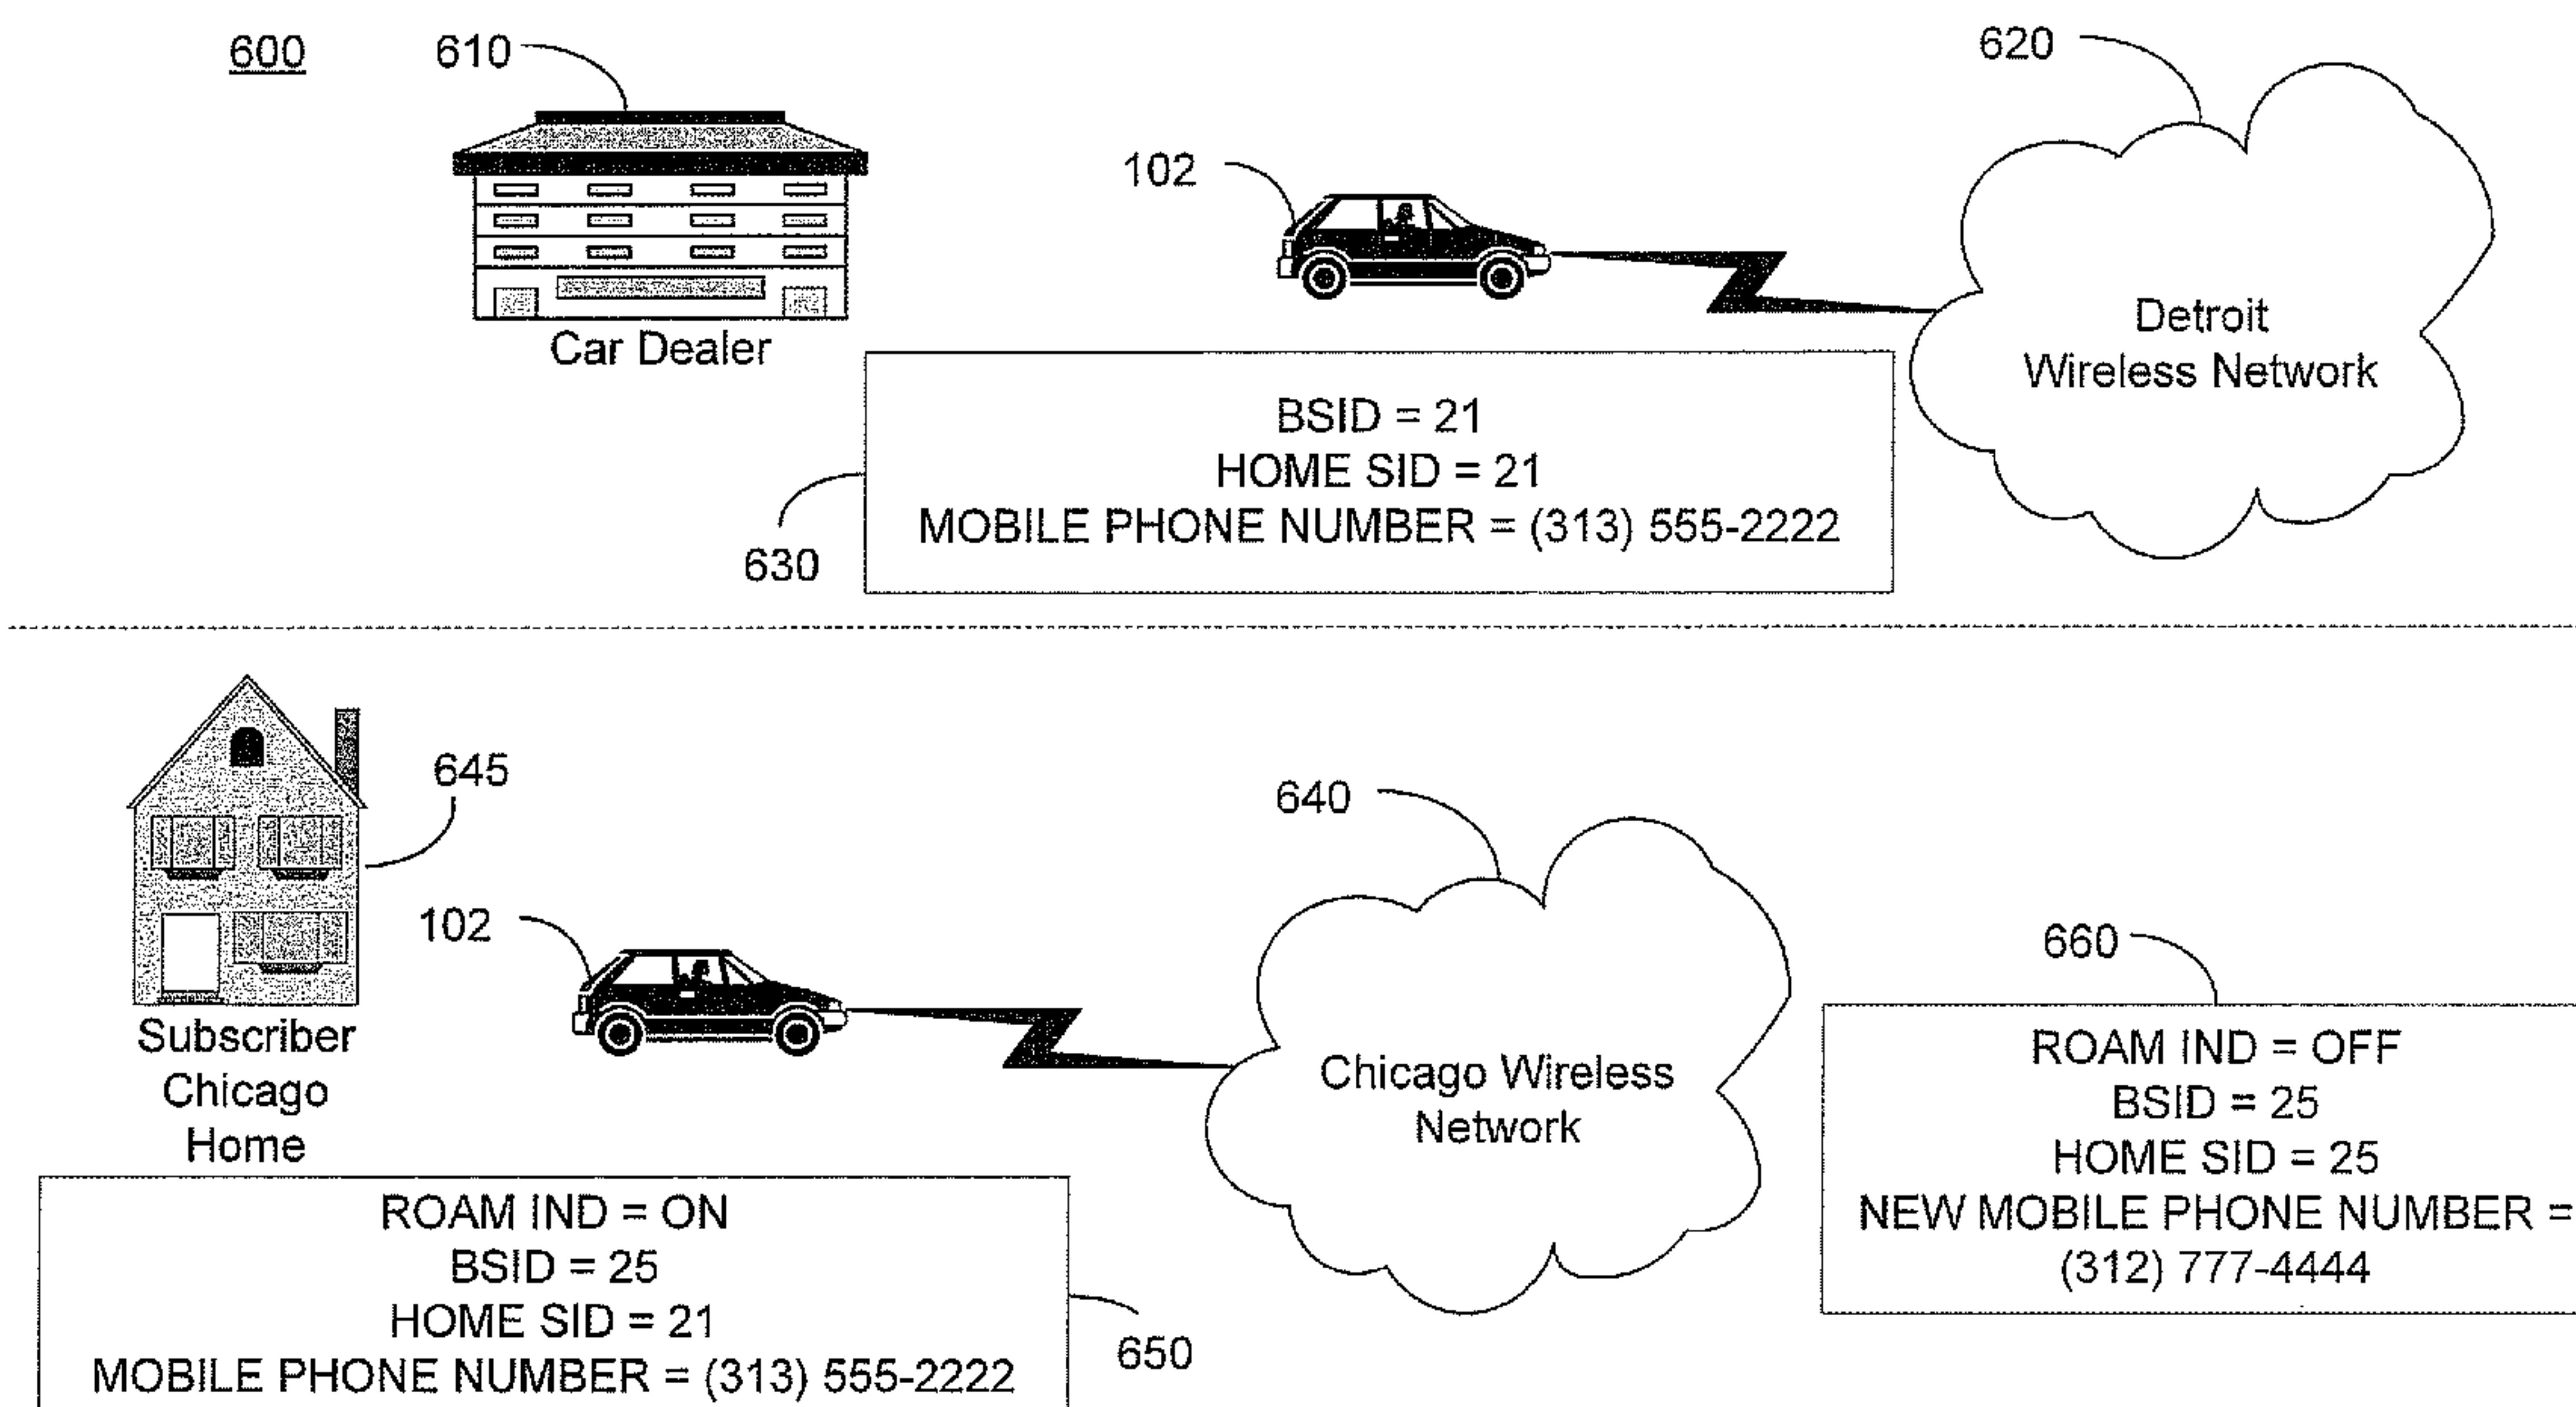 600
610
620
102
Car Dealer
Detroit
Wireless Network
BSID = 21
HOME SID = 21
MOBILE PHONE NUMBER = (313) 555-2222
630
645
640
102
660
Subscriber
Chicago
Home
Chicago Wireless
Network
ROAM IND = OFF
BSID = 25
HOME SID = 25
NEW MOBILE PHONE NUMBER =
(312) 777-4444
ROAM IND = ON
BSID = 25
HOME SID = 21
MOBILE PHONE NUMBER = (313) 555-2222
650